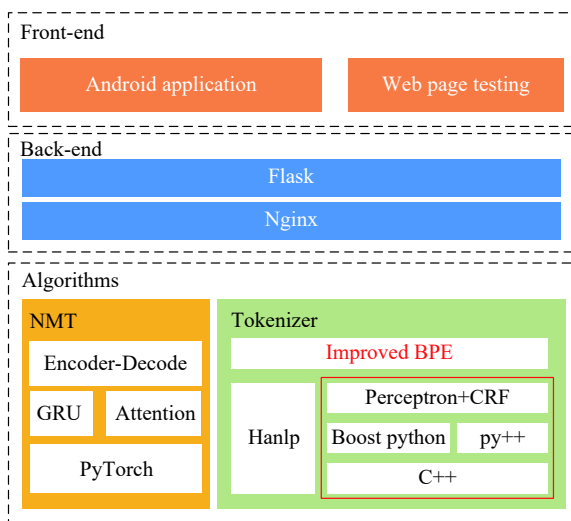 Front-end
Android application
Web page testing
Back-end
Flask
Nginx
Algorithms
NMT
Encoder-Decode
GRU
Attention
PyTorch
Tokenizer
Improved BPE
Hanlp
Perceptron+CRF
Boost python
py++
C++